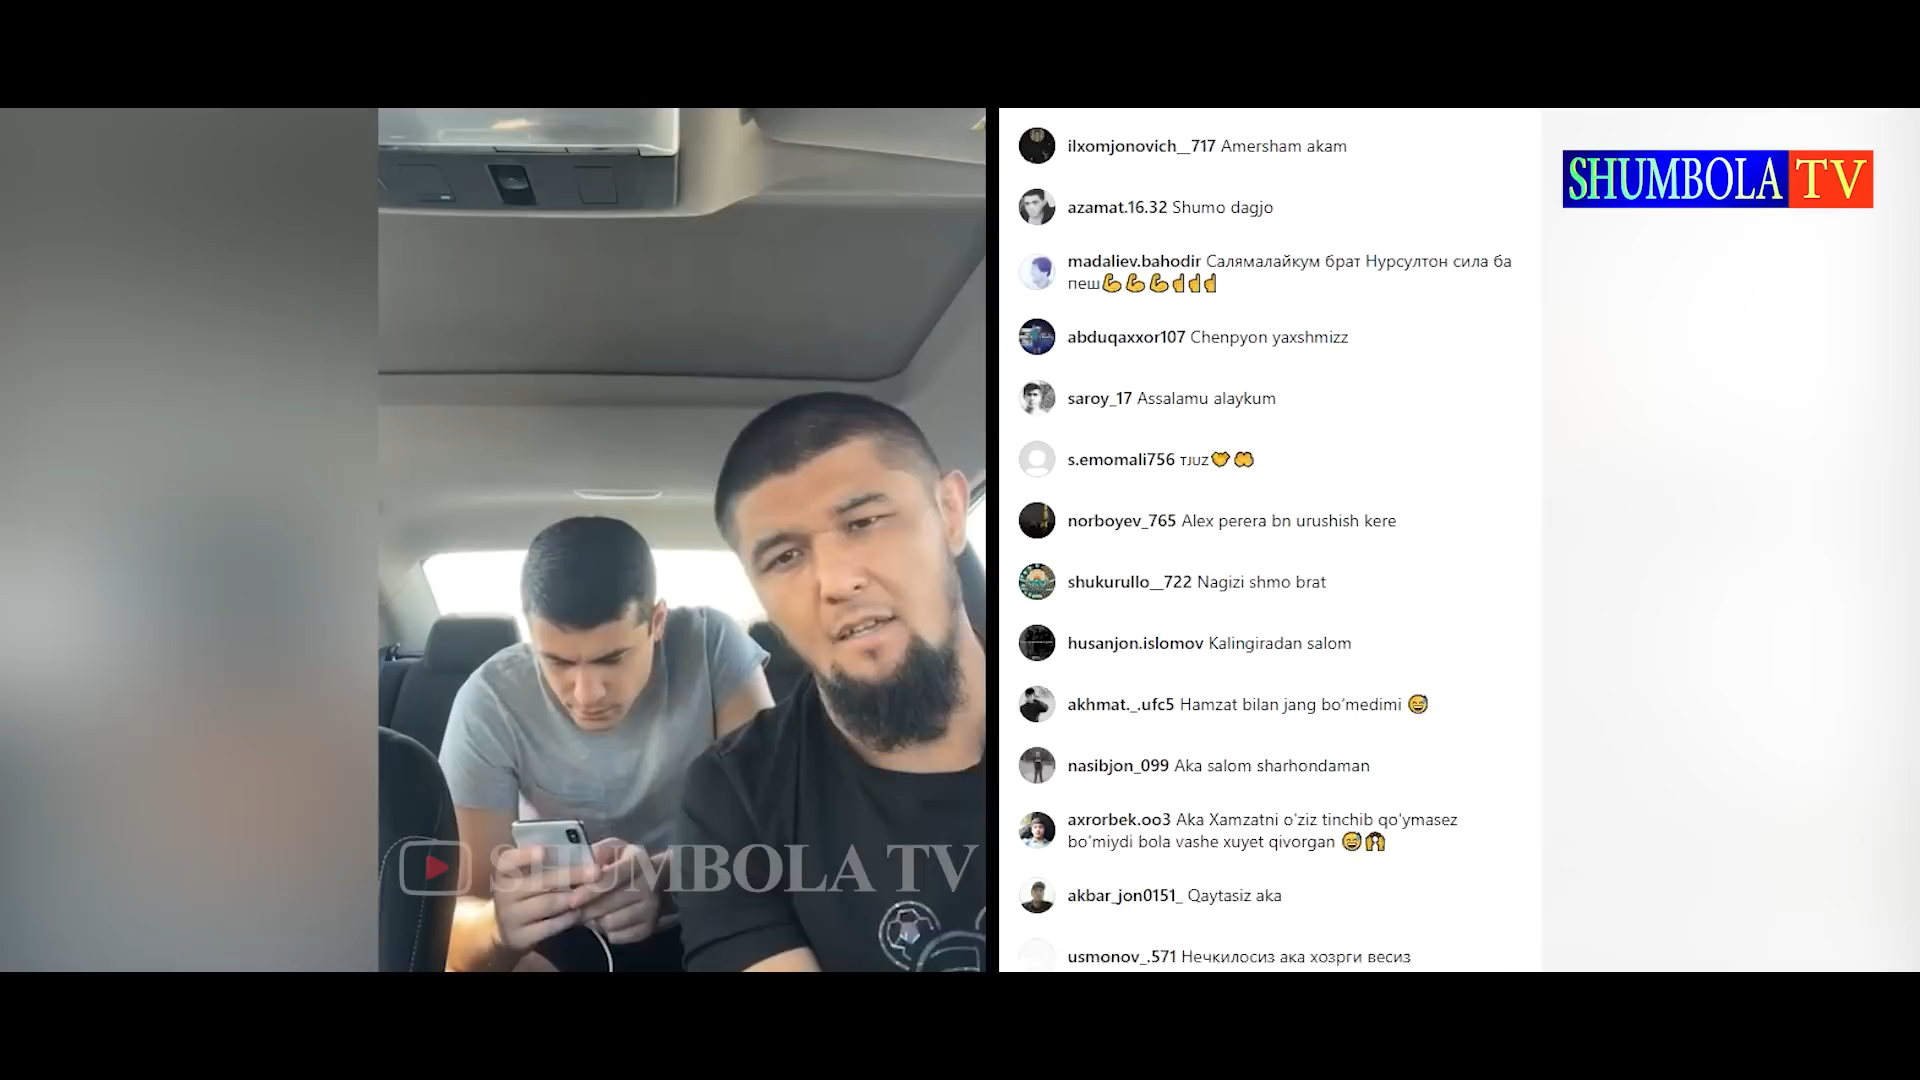 ilxomjonovich__717 Amersham akam
SHUMBOLA TV
azamat.16.32 Shumo dagjo
madaliev.bahodir Салямалайкум брат Нурсултон сила ба
пеш💪💪💪☝☝☝
abduqaxxor107 Chenpyon yaxshmizz
saroy_17 Assalamu alaykum
s.emomali756 TJUZ
norboyev_765 Alex perera bn urushish kere
shukurullo__722 Nagizi shmo brat
husanjon.islomov Kalingiradan salom
akhmat._.ufc5 Hamzat bilan jang bo‘medimi 😅
nasibjon_099 Aka salom sharhondaman
axrorbek.oo3 Aka Xamzatni o'ziz tinchib qo'ymasez
bo'miydi bola vashe xuyet qivorgan 😅🙌
akbar_jon0151_ Qaytasiz aka
usmonov_.571 Нечкилосиз ака хозрги весиз
SHUMBOLA TV